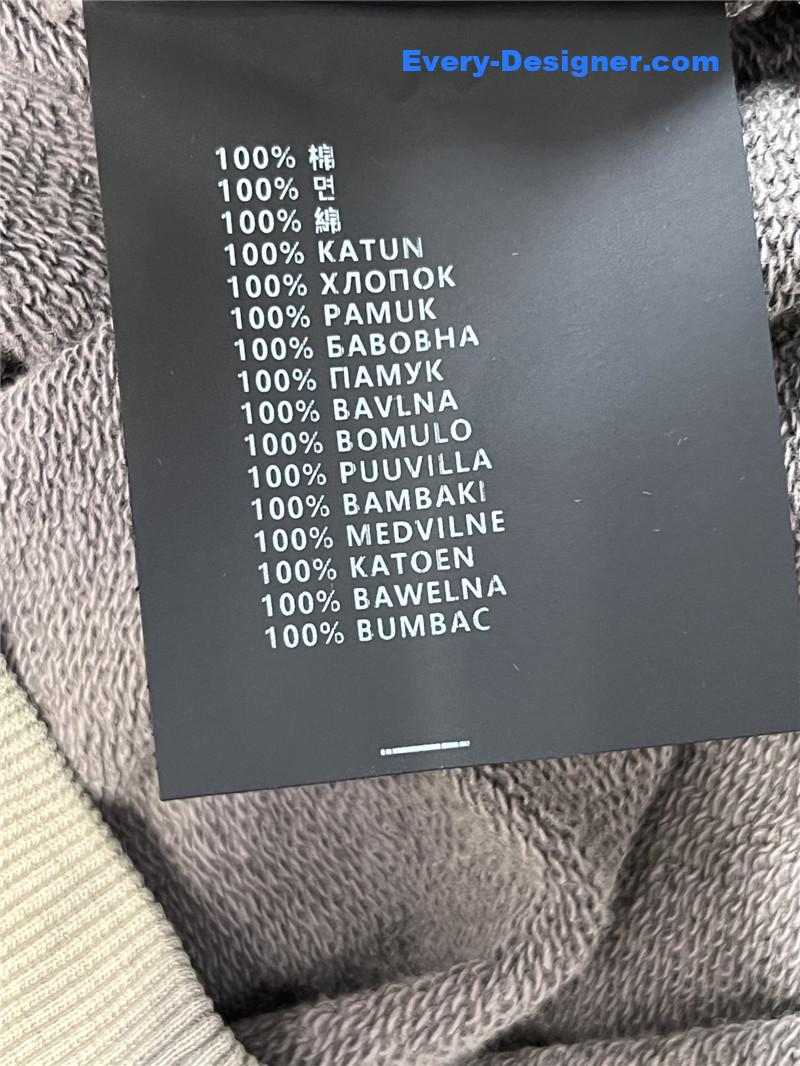 Every-Designer.com
100% 棉
100% 면
100% 綿
100% KATUN
100% ХЛОПОК
100% PAMUK
100% БАВОВНА
100% ПАМУК
100% BAVLNA
100% BOMULO
100% PUUVILLA
100% BAMBAKI
100% MEDVILNE
100% KATOEN
100% BAWELNA
100% BUMBAC